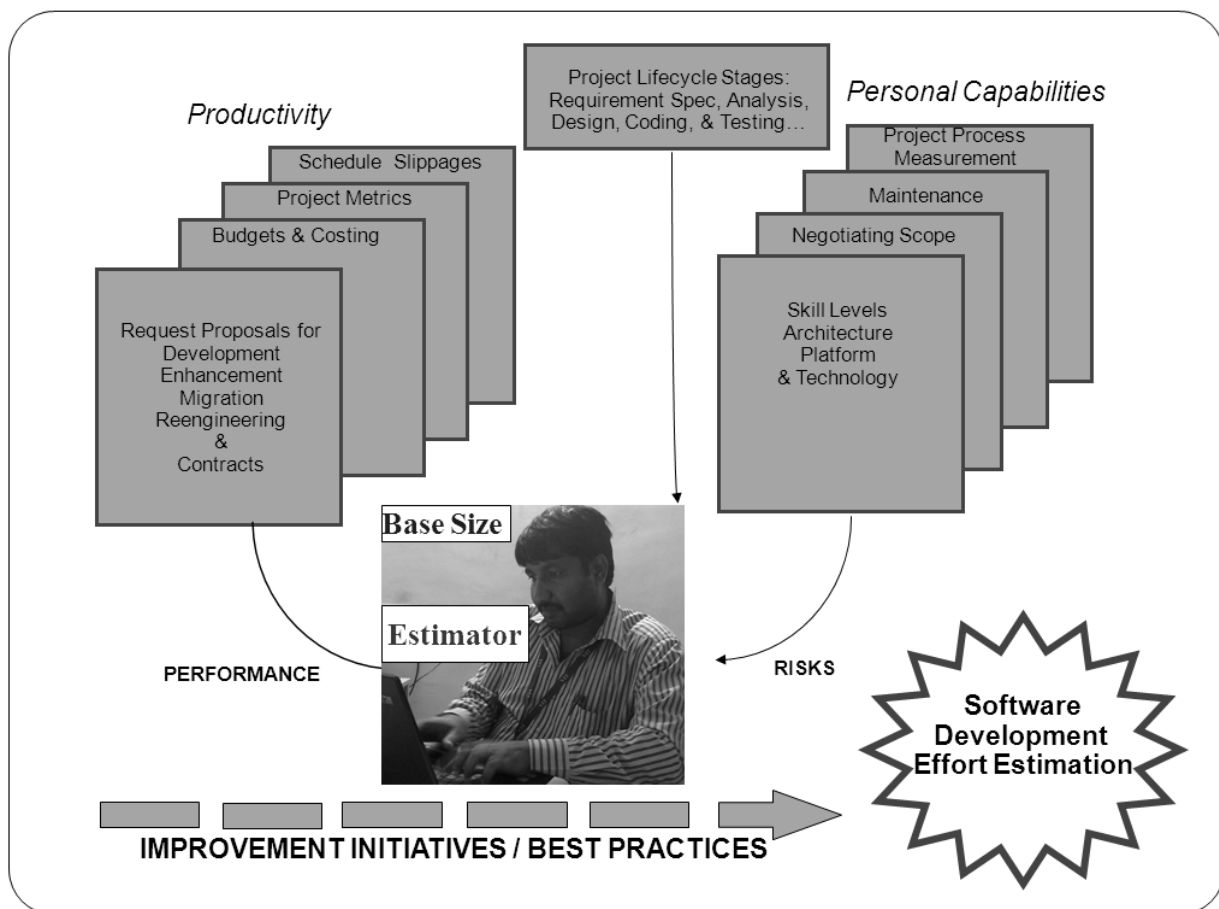 Project Lifecycle Stages:
Requirement Spec, Analysis,
Design, Coding, & Testing…
Productivity
Schedule Slippages
Project Metrics
Budgets & Costing
Request Proposals for
Development
Enhancement
Migration
Reengineering
&
Contracts
Personal Capabilities
Project Process
Measurement
Maintenance
Negotiating Scope
Skill Levels
Architecture
Platform
& Technology
Base Size
Estimator
PERFORMANCE
RISKS
Software
Development
Effort Estimation
IMPROVEMENT INITIATIVES / BEST PRACTICES